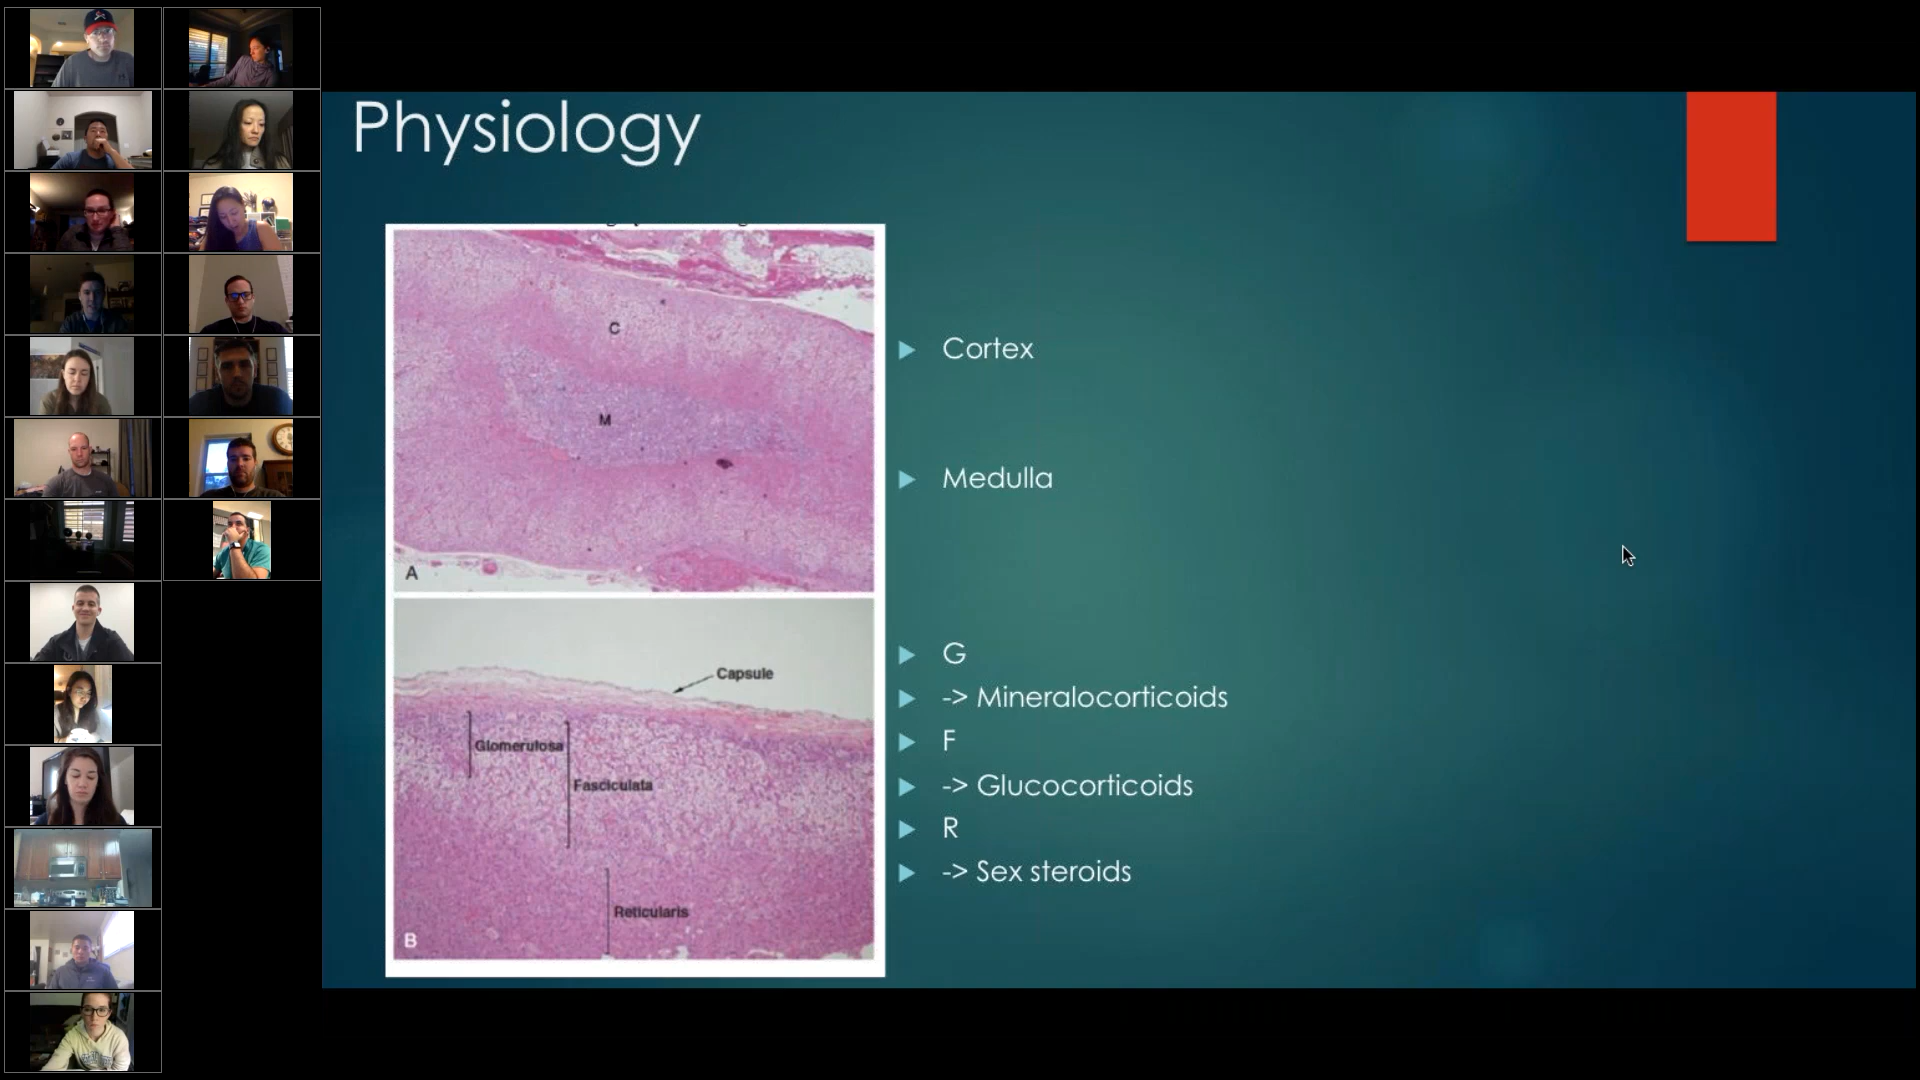 Physiology
C
M
A
Capsule
Glomerulosa
Fasciculata
Reticularis
B
Cortex
Medulla
G
-> Mineralocorticoids
F
-> Glucocorticoids
R
-> Sex steroids